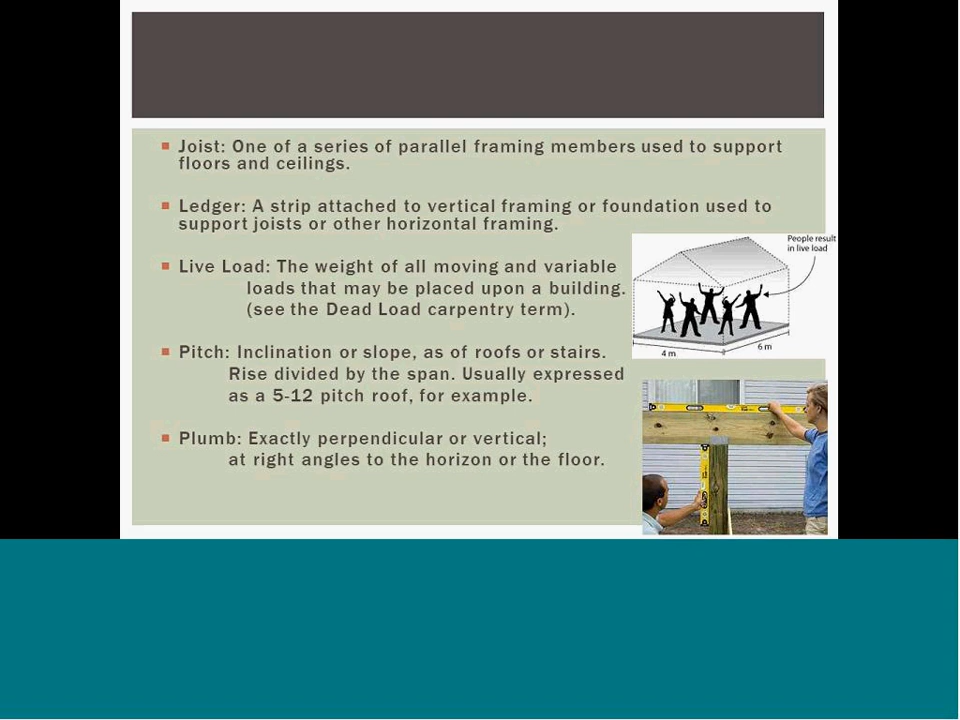 Joist: One of a series of parallel framing members used to support
floors and ceilings.
Ledger: A strip attached to vertical framing or foundation used to
support joists or other horizontal framing.
People result
in live load
Live Load: The weight of all moving and variable
loads that may be placed upon a building.
(see the Dead Load carpentry term).
4 m
6 m
Pitch: Inclination or slope, as of roofs or stairs.
Rise divided by the span. Usually expressed
as a 5-12 pitch roof, for example.
Plumb: Exactly perpendicular or vertical;
at right angles to the horizon or the floor.